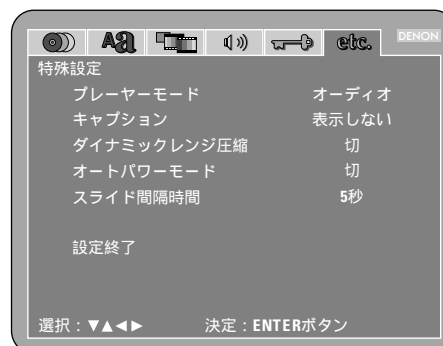 Aあ etc. DENON
特殊設定
プレーヤーモード オーディオ
キャプション 表示しない
ダイナミックレンジ圧縮 切
オートパワーモード 切
スライド間隔時間 5秒
設定終了
選択：▼▲◀▶ 決定：ENTERボタン